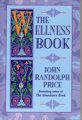 THE
WELLNESS
BOOK
JOHN
RANDOLPH
PRICE
Bestselling author of
The Abundance Book